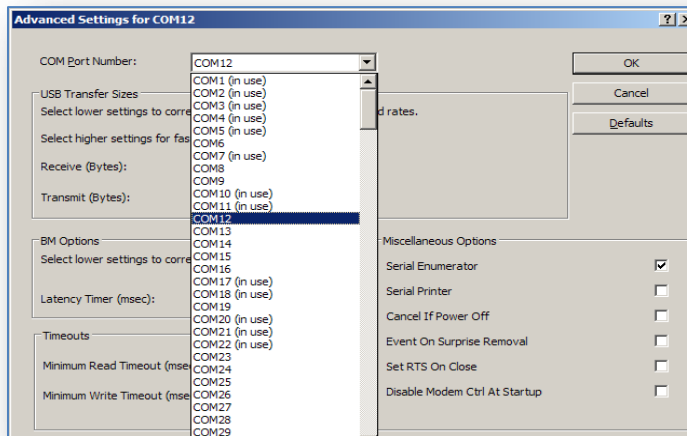 Advanced Settings for COM12
COM Port Number:
COM12
OK
Cancel
Defaults
COM1 (in use)
COM2 (in use)
COM3 (in use)
COM4 (in use)
COM5 (in use)
COM6
COM7 (in use)
COM8
COM9
COM10 (in use)
COM11 (in use)
COM12
COM13
COM14
COM15
COM16
COM17 (in use)
COM18 (in use)
COM19
COM20 (in use)
COM21 (in use)
COM22 (in use)
COM23
COM24
COM25
COM26
COM27
COM28
COM29
USB Transfer Sizes
Select lower settings to corre d rates.
Select higher settings for fas
Receive (Bytes):
Transmit (Bytes):
BM Options
Select lower settings to corre
Latency Timer (msec):
Timeouts
Minimum Read Timeout (mse
Minimum Write Timeout (mse
Miscellaneous Options
Serial Enumerator
Serial Printer
Cancel If Power Off
Event On Surprise Removal
Set RTS On Close
Disable Modem Ctrl At Startup